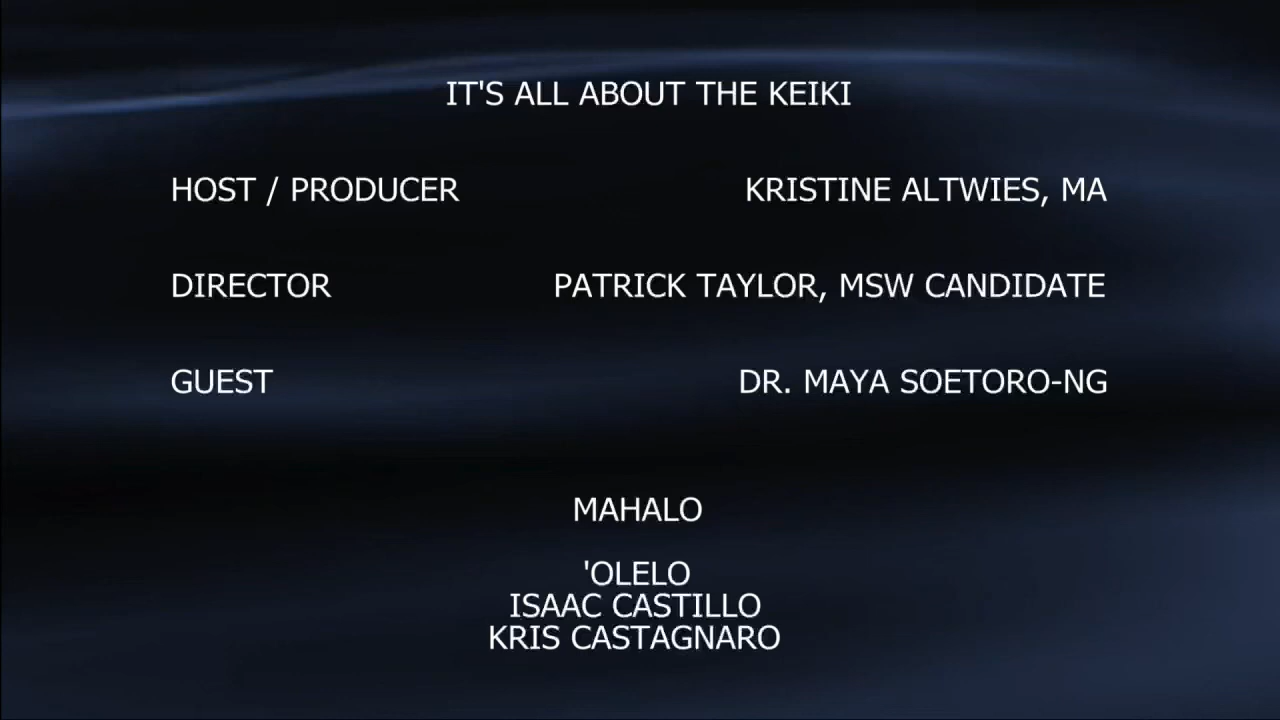 IT'S ALL ABOUT THE KEIKI
HOST / PRODUCER KRISTINE ALTWIES, MA
DIRECTOR PATRICK TAYLOR, MSW CANDIDATE
GUEST DR. MAYA SOETORO-NG
MAHALO
'OLELO
ISAAC CASTILLO
KRIS CASTAGNARO